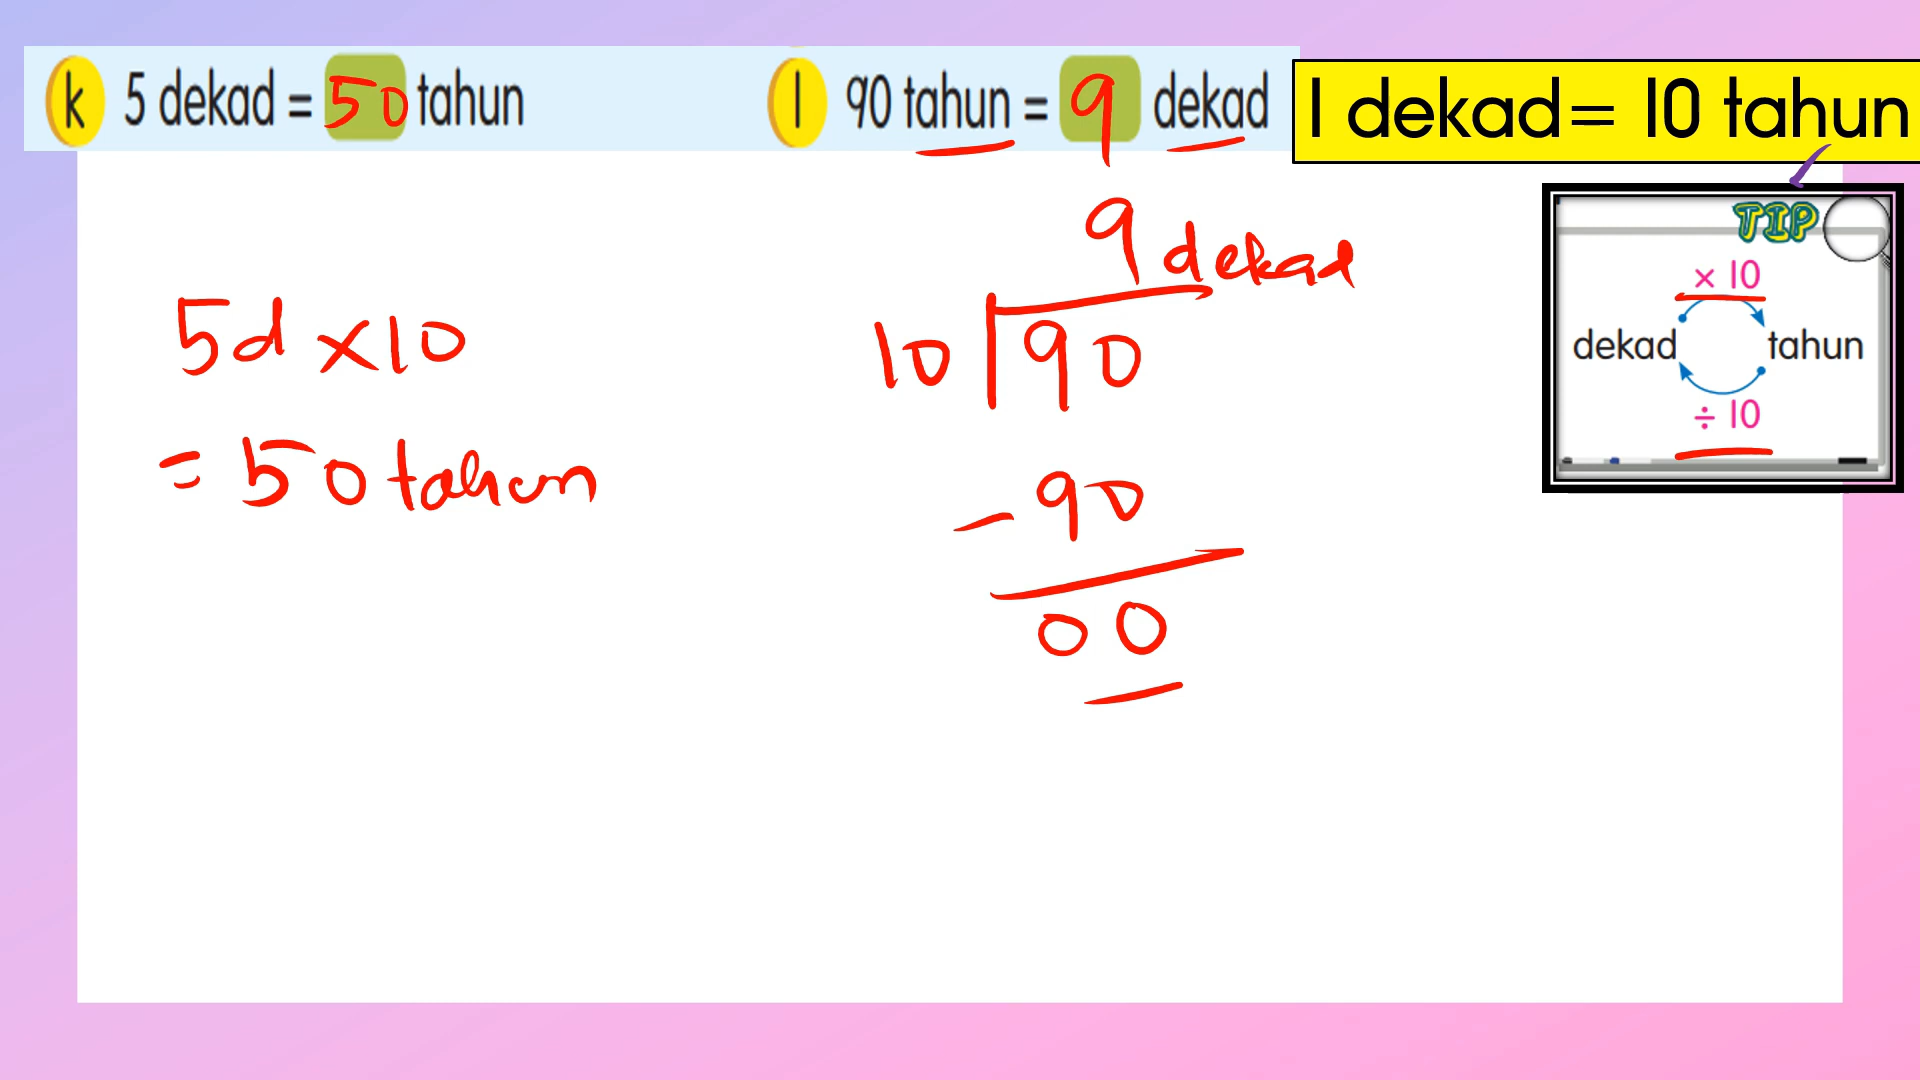 k 5 dekad = 50 tahun
l 90 tahun = 9 dekad
1 dekad= 10 tahun
TIP
× 10
dekad tahun
÷ 10
5d × 10
= 50 tahun
9 dekad
10 90
- 90
00